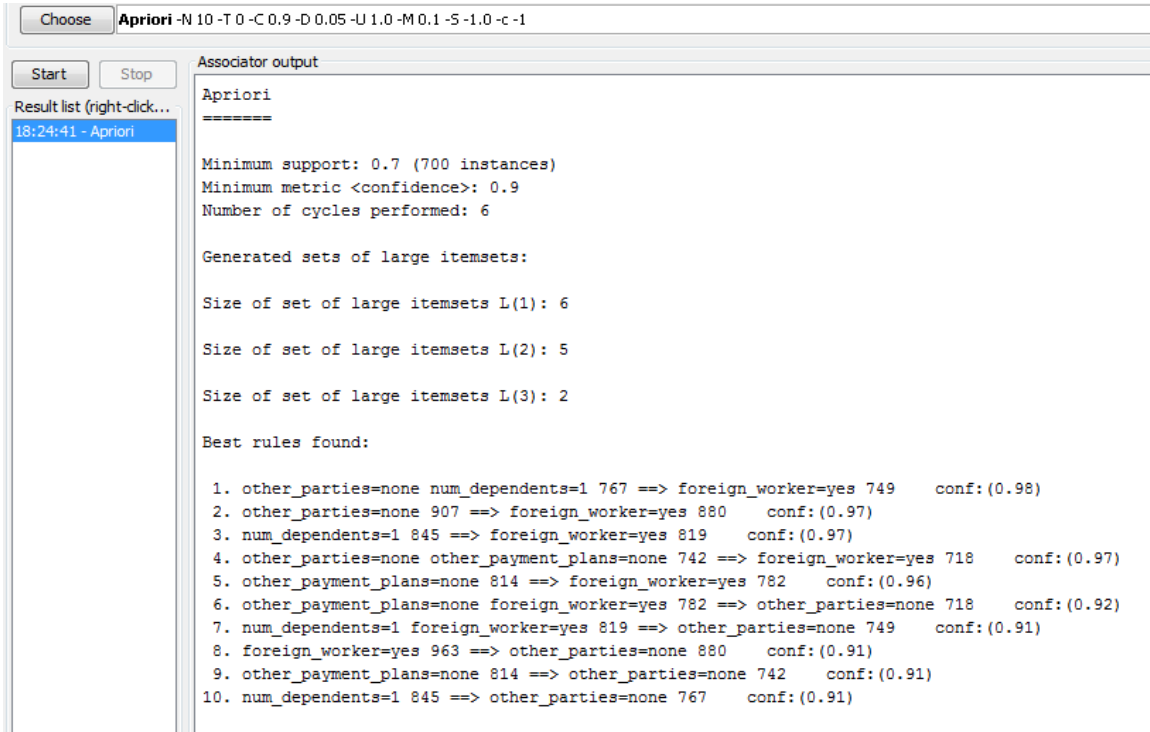 Choose Apriori -N 10 -T 0 -C 0.9 -D 0.05 -U 1.0 -M 0.1 -S -1.0 -c -1
Start Stop
Result list (right-click...
18:24:41 - Apriori
Associator output
Apriori
=======
Minimum support: 0.7 (700 instances)
Minimum metric <confidence>: 0.9
Number of cycles performed: 6
Generated sets of large itemsets:
Size of set of large itemsets L(1): 6
Size of set of large itemsets L(2): 5
Size of set of large itemsets L(3): 2
Best rules found:
1. other_parties=none num_dependents=1 767 ==> foreign_worker=yes 749 conf:(0.98)
2. other_parties=none 907 ==> foreign_worker=yes 880 conf:(0.97)
3. num_dependents=1 845 ==> foreign_worker=yes 819 conf:(0.97)
4. other_parties=none other_payment_plans=none 742 ==> foreign_worker=yes 718 conf:(0.97)
5. other_payment_plans=none 814 ==> foreign_worker=yes 782 conf:(0.96)
6. other_payment_plans=none foreign_worker=yes 782 ==> other_parties=none 718 conf:(0.92)
7. num_dependents=1 foreign_worker=yes 819 ==> other_parties=none 749 conf:(0.91)
8. foreign_worker=yes 963 ==> other_parties=none 880 conf:(0.91)
9. other_payment_plans=none 814 ==> other_parties=none 742 conf:(0.91)
10. num_dependents=1 845 ==> other_parties=none 767 conf:(0.91)